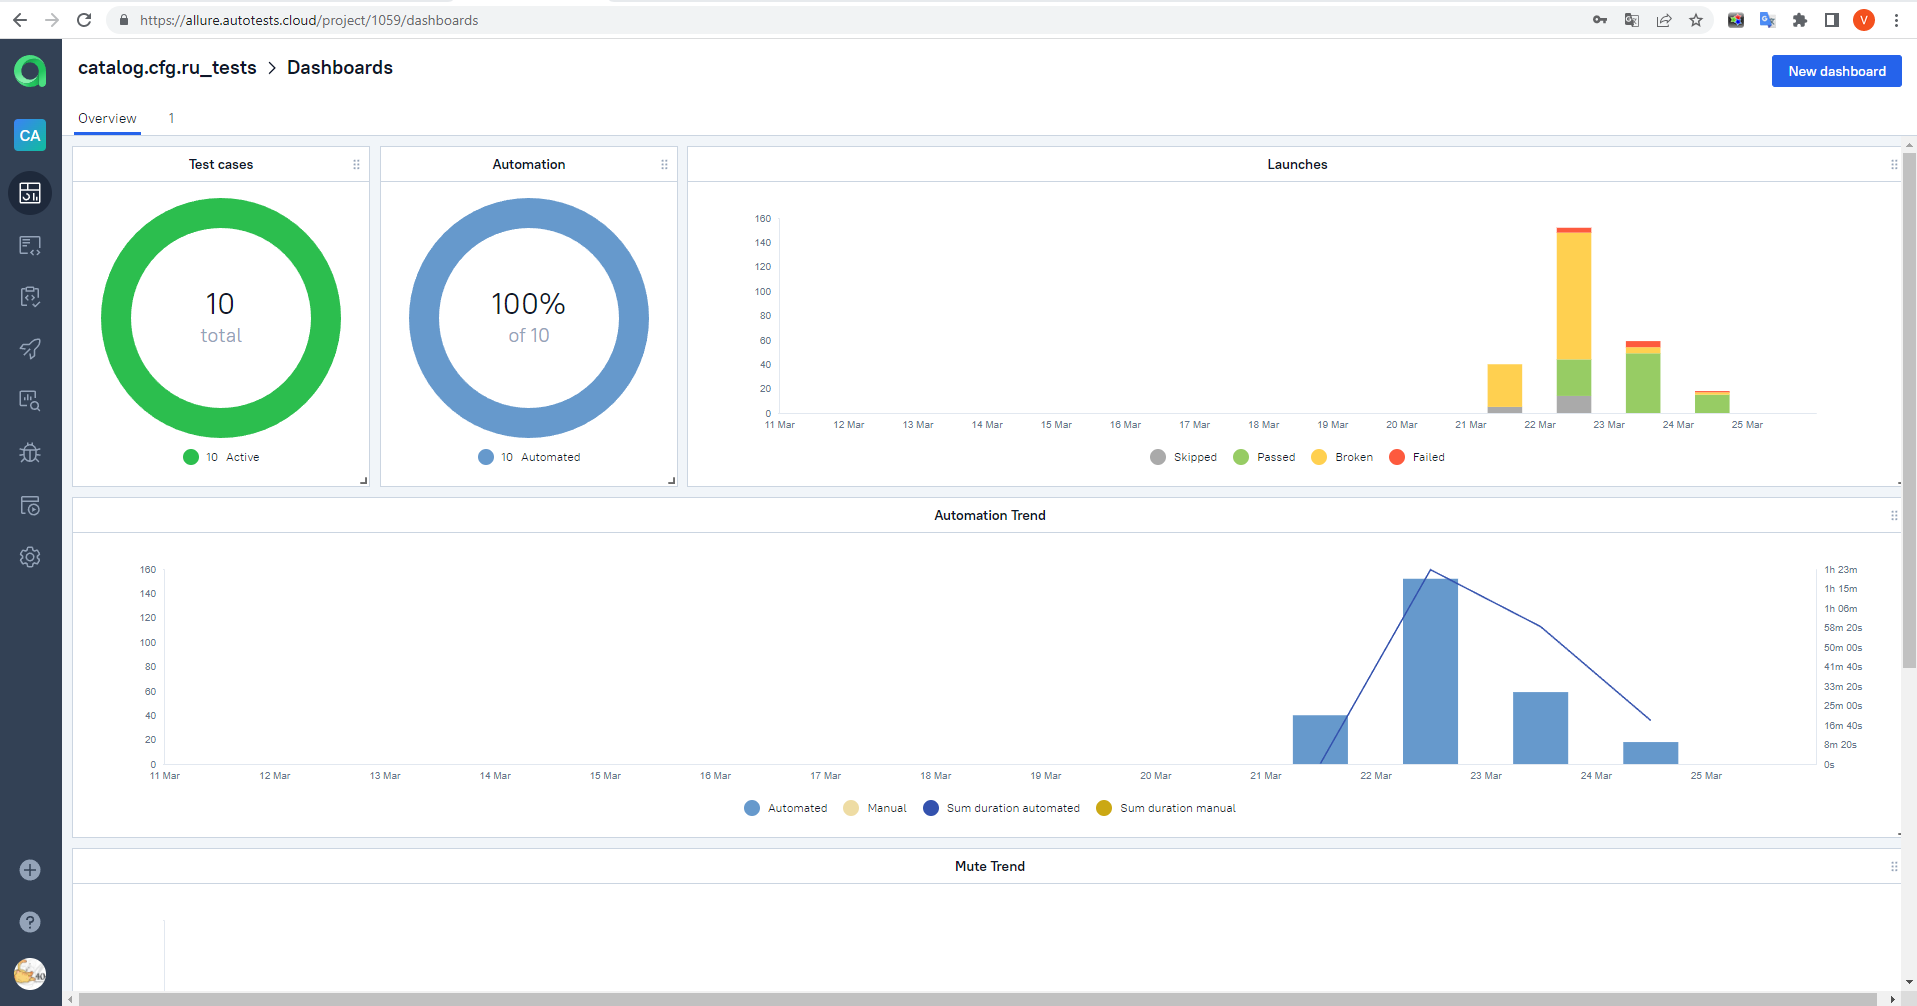 https://allure.autotests.cloud/project/1059/dashboards
V
catalog.cfg.ru_tests > Dashboards
New dashboard
CA
Overview 1
Test cases
10
total
10 Active
Automation
100%
of 10
10 Automated
Launches
160
140
120
100
80
60
40
20
0
11 Mar 12 Mar 13 Mar 14 Mar 15 Mar 16 Mar 17 Mar 18 Mar 19 Mar 20 Mar 21 Mar 22 Mar 23 Mar 24 Mar 25 Mar
Skipped Passed Broken Failed
Automation Trend
160
140
120
100
80
60
40
20
0
1h 23m
1h 15m
1h 06m
58m 20s
50m 00s
41m 40s
33m 20s
25m 00s
16m 40s
8m 20s
0s
11 Mar 12 Mar 13 Mar 14 Mar 15 Mar 16 Mar 17 Mar 18 Mar 19 Mar 20 Mar 21 Mar 22 Mar 23 Mar 24 Mar 25 Mar
Automated Manual Sum duration automated Sum duration manual
Mute Trend
?